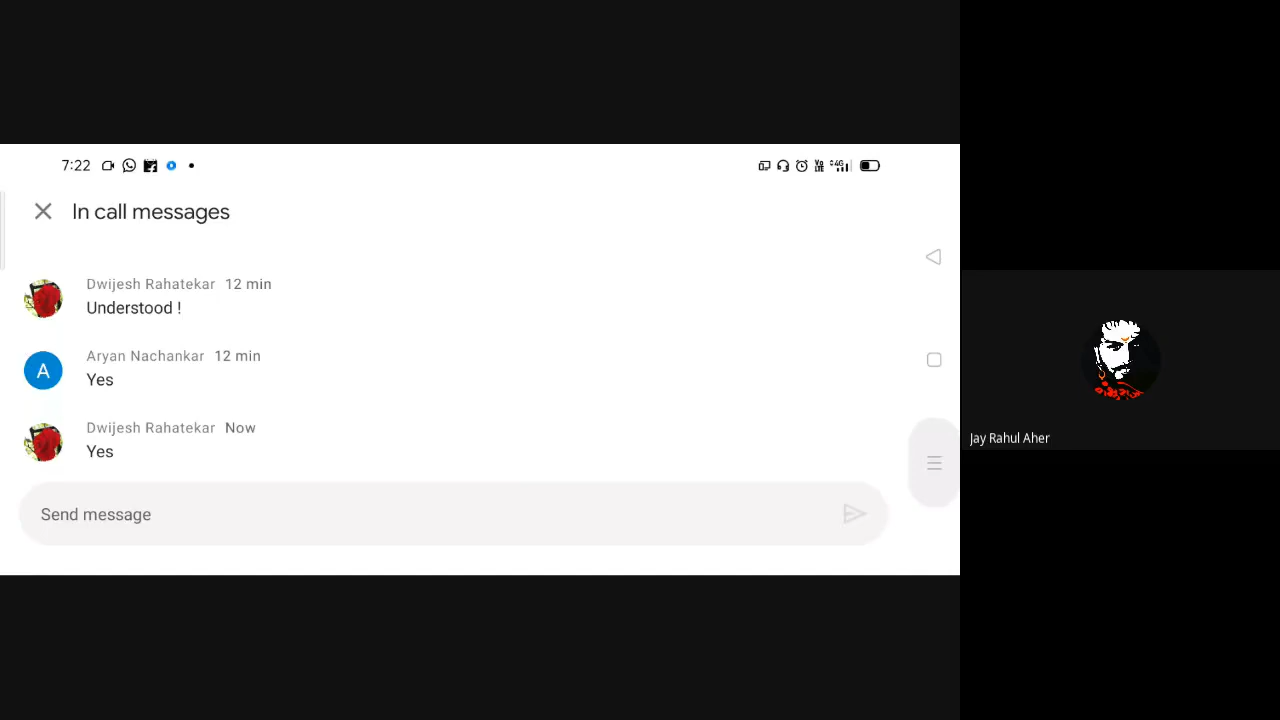 7:22
In call messages
Dwijesh Rahatekar 12 min
Understood !
A
Aryan Nachankar 12 min
Yes
Dwijesh Rahatekar Now
Yes
Send message
Jay Rahul Aher